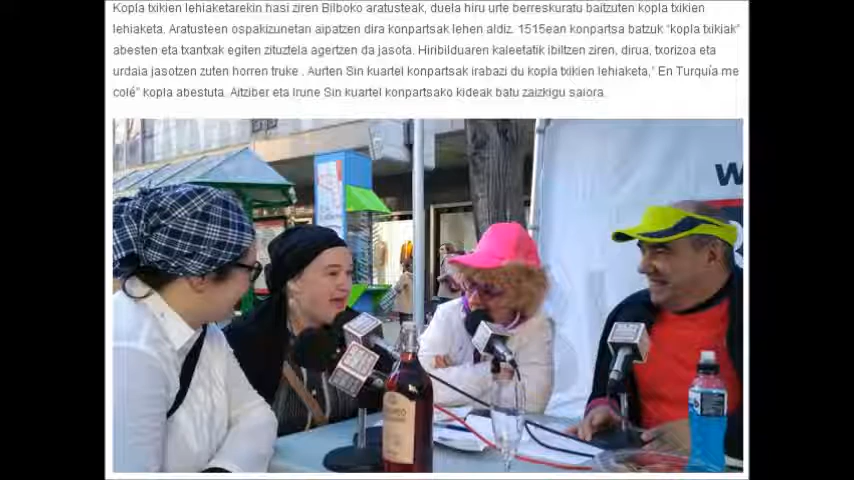 Kopla txikien lehiaketarekin hasi ziren Bilboko aratusteak, duela hiru urte berreskuratu baitzuten kopla txikien
lehiaketa. Aratusteen ospakizunetan aipatzen dira konpartsak lehen aldiz. 1515ean konpartsa batzuk “kopla txikiak”
abesten eta txantxak egiten zituztela agertzen da jasota. Hiribilduaren kaleetatik ibiltzen ziren, dirua, txorizoa eta
urdaia jasotzen zuten horren truke . Aurten Sin kuartel konpartsak irabazi du kopla txikien lehiaketa,“ En Turquía me
colé” kopla abestuta. Aitziber eta Irune Sin kuartel konpartsako kideak batu zaizkigu saiora.